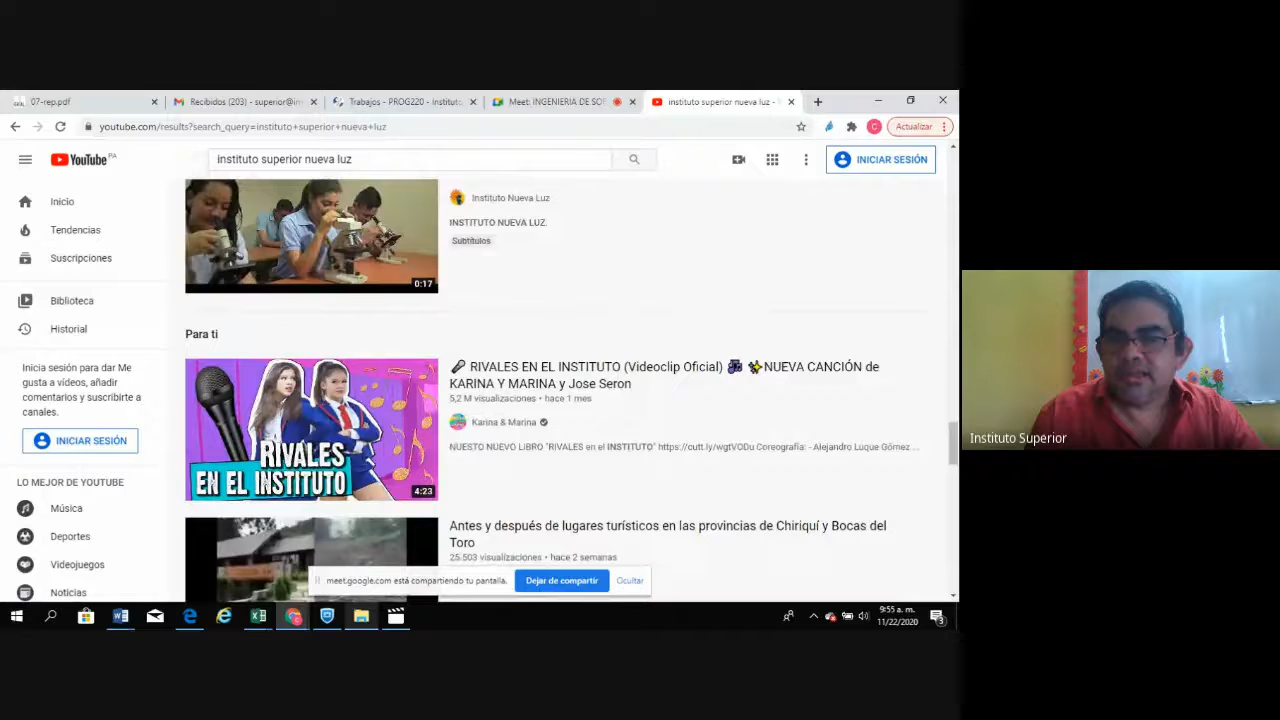 07-rep.pdf
Recibidos (203) - superior@in
Trabajos - PROG220 - Instituto
Meet: INGENIERIA DE SOF
instituto superior nueva luz -
youtube.com/results?search_query=instituto+superior+nueva+luz
Actualizar
YouTube PA
instituto superior nueva luz
INICIAR SESIÓN
Inicio
Tendencias
Suscripciones
Biblioteca
Historial
Inicia sesión para dar Me
gusta a vídeos, añadir
comentarios y suscribirte a
canales.
INICIAR SESIÓN
LO MEJOR DE YOUTUBE
Música
Deportes
Videojuegos
Noticias
Instituto Nueva Luz
INSTITUTO NUEVA LUZ.
Subtítulos
0:17
Para ti
RIVALES
EN EL INSTITUTO
4:23
RIVALES EN EL INSTITUTO (Videoclip Oficial) NUEVA CANCIÓN de
KARINA Y MARINA y Jose Seron
5,2 M visualizaciones • hace 1 mes
Karina & Marina
NUESTO NUEVO LIBRO "RIVALES en el INSTITUTO" https://cutt.ly/wgtVODu Coreografía: - Alejandro Luque Gómez ...
Antes y después de lugares turísticos en las provincias de Chiriquí y Bocas del
Toro
25.503 visualizaciones • hace 2 semanas
meet.google.com está compartiendo tu pantalla.
Dejar de compartir
Ocultar
9:55 a. m.
11/22/2020
3
Instituto Superior